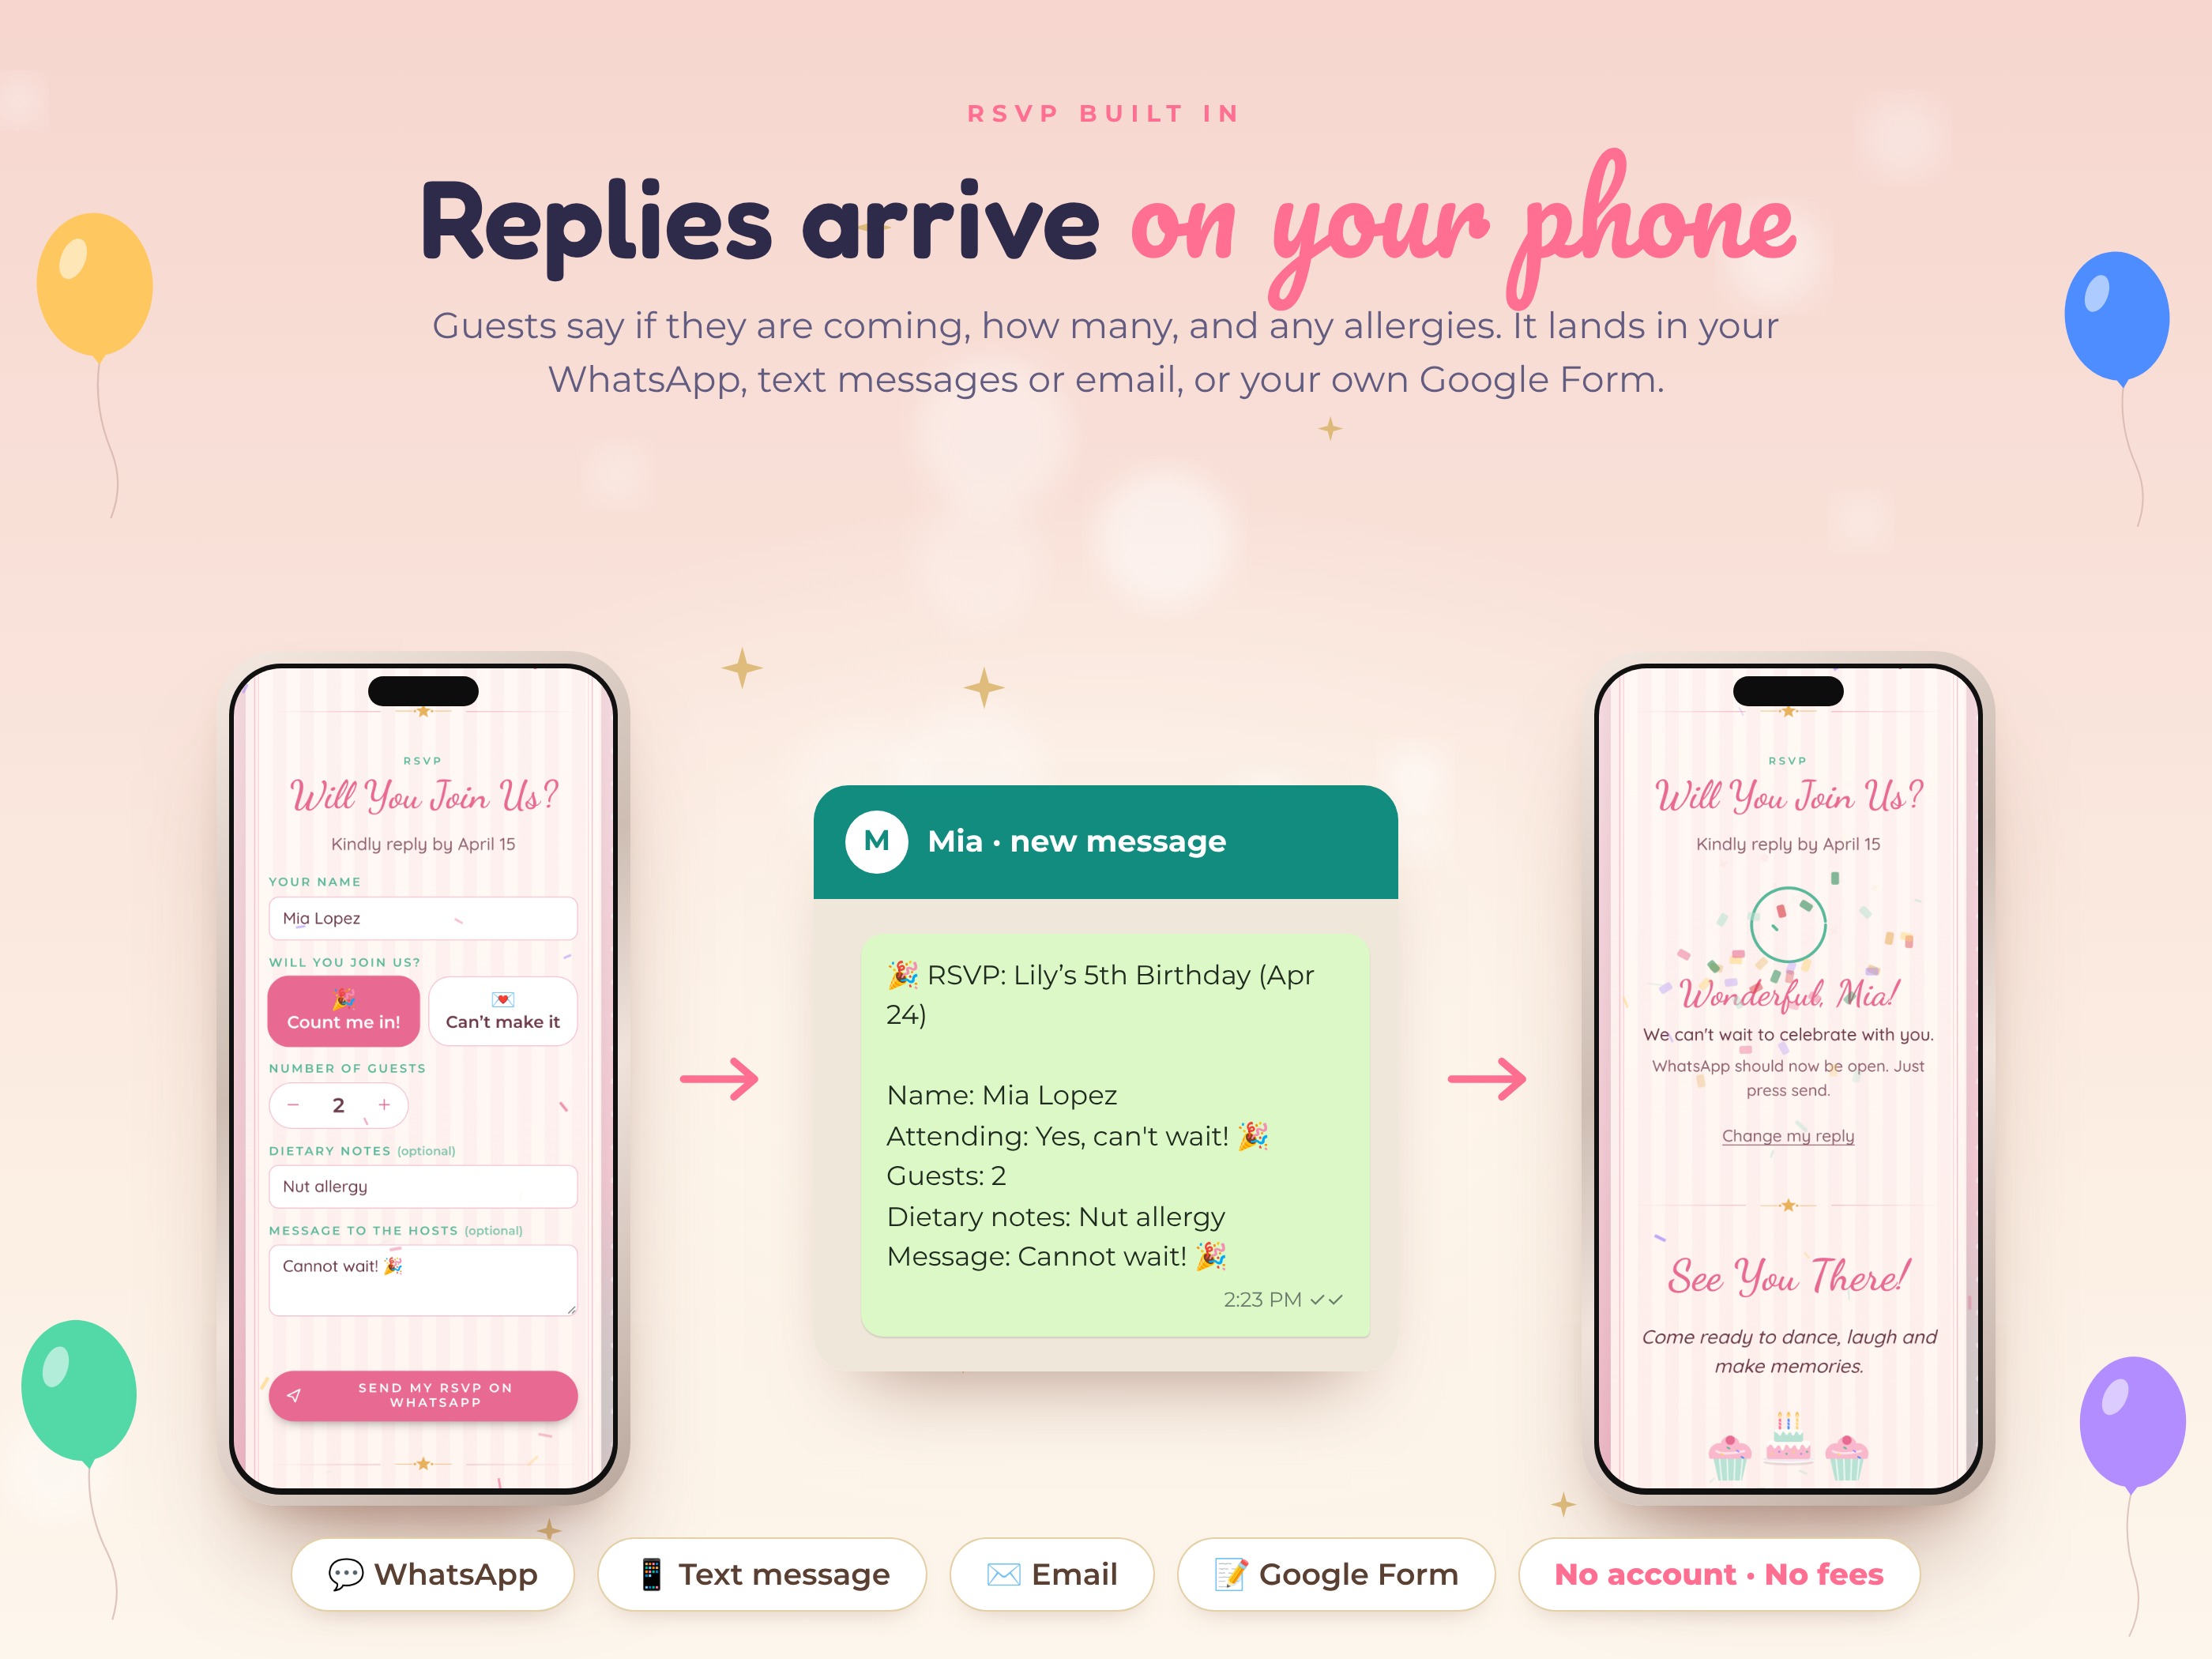 RSVP BUILT IN
Replies arrive on your phone
Guests say if they are coming, how many, and any allergies. It lands in your
WhatsApp, text messages or email, or your own Google Form.
RSVP
Will You Join Us?
Kindly reply by April 15
YOUR NAME
Mia Lopez
WILL YOU JOIN US?
🎉
Count me in!
💌
Can't make it
NUMBER OF GUESTS
− 2 +
DIETARY NOTES (optional)
Nut allergy
MESSAGE TO THE HOSTS (optional)
Cannot wait! 🎉
SEND MY RSVP ON
WHATSAPP
M
Mia · new message
🎉 RSVP: Lily’s 5th Birthday (Apr
24)
Name: Mia Lopez
Attending: Yes, can't wait! 🎉
Guests: 2
Dietary notes: Nut allergy
Message: Cannot wait! 🎉
2:23 PM ✓✓
RSVP
Will You Join Us?
Kindly reply by April 15
Wonderful, Mia!
We can't wait to celebrate with you.
WhatsApp should now be open. Just
press send.
Change my reply
See You There!
Come ready to dance, laugh and
make memories.
💬 WhatsApp
📱 Text message
✉️ Email
📝 Google Form
No account · No fees